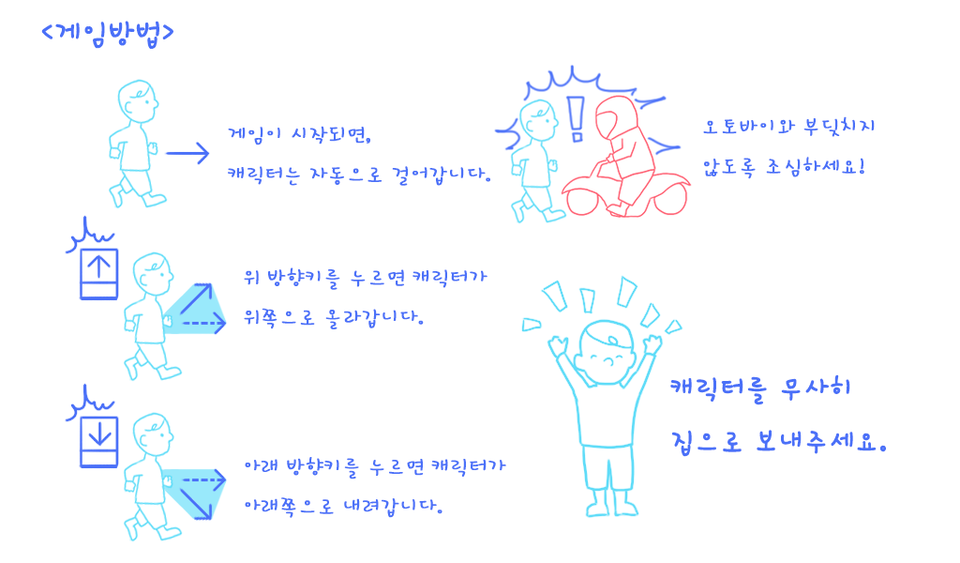 <게임방법>
게임이 시작되면,
캐릭터는 자동으로 걸어갑니다.
위 방향키를 누르면 캐릭터가
위쪽으로 올라갑니다.
아래 방향키를 누르면 캐릭터가
아래쪽으로 내려갑니다.
!
오토바이와 부딪치지
않도록 조심하세요!
캐릭터를 무사히
집으로 보내주세요.